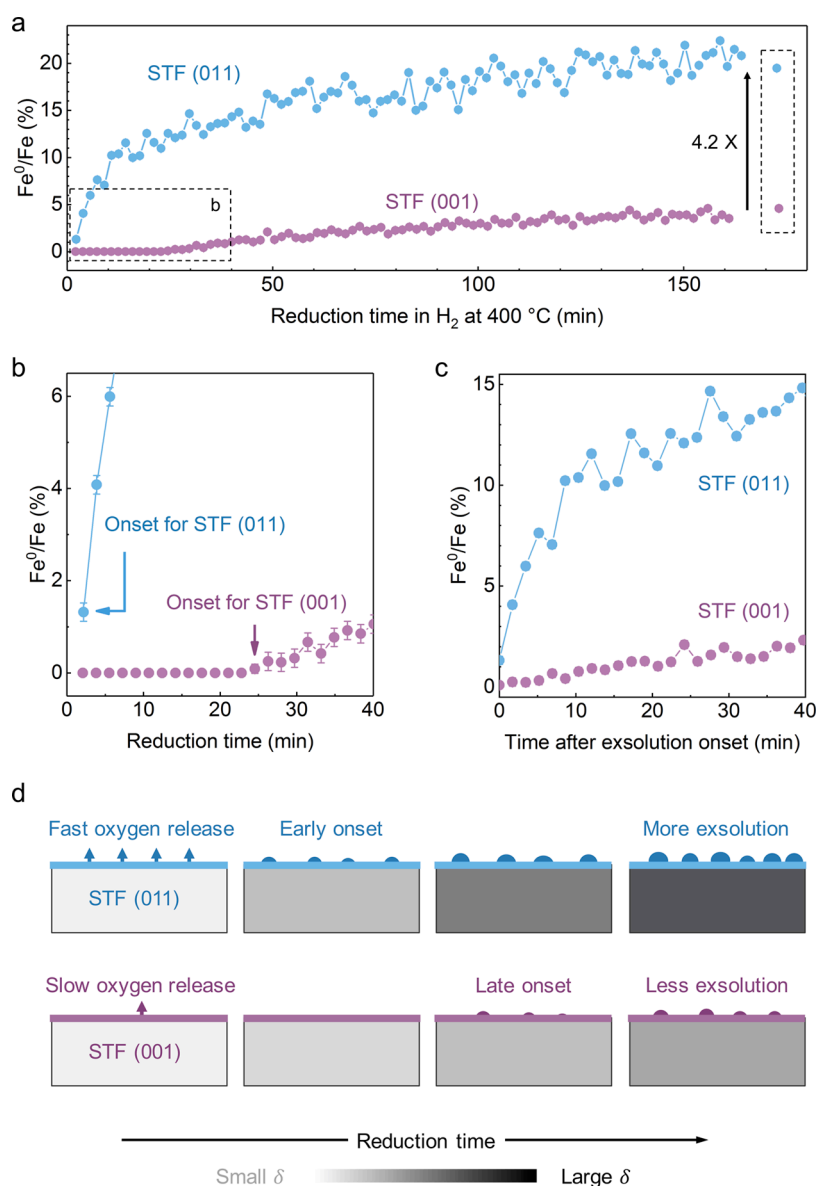 a
20
15
10
5
0
Fe⁰/Fe (%)
STF (011)
STF (001)
b
4.2 X
0
50
100
150
Reduction time in H₂ at 400 °C (min)
b
6
4
2
0
Fe⁰/Fe (%)
Onset for STF (011)
Onset for STF (001)
0
10
20
30
40
Reduction time (min)
c
15
10
5
0
Fe⁰/Fe (%)
STF (011)
STF (001)
0
10
20
30
40
Time after exsolution onset (min)
d
Fast oxygen release
Early onset
More exsolution
STF (011)
Slow oxygen release
Late onset
Less exsolution
STF (001)
Reduction time
Small δ
Large δ